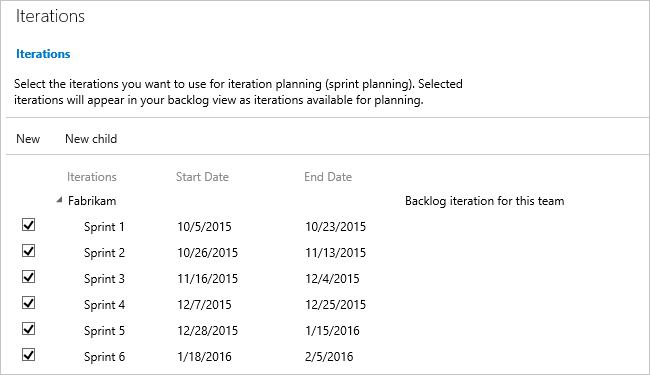 Iterations
Iterations
Select the iterations you want to use for iteration planning (sprint planning). Selected
iterations will appear in your backlog view as iterations available for planning.
New New child
Iterations Start Date End Date
Fabrikam Backlog iteration for this team
Sprint 1 10/5/2015 10/23/2015
Sprint 2 10/26/2015 11/13/2015
Sprint 3 11/16/2015 12/4/2015
Sprint 4 12/7/2015 12/25/2015
Sprint 5 12/28/2015 1/15/2016
Sprint 6 1/18/2016 2/5/2016